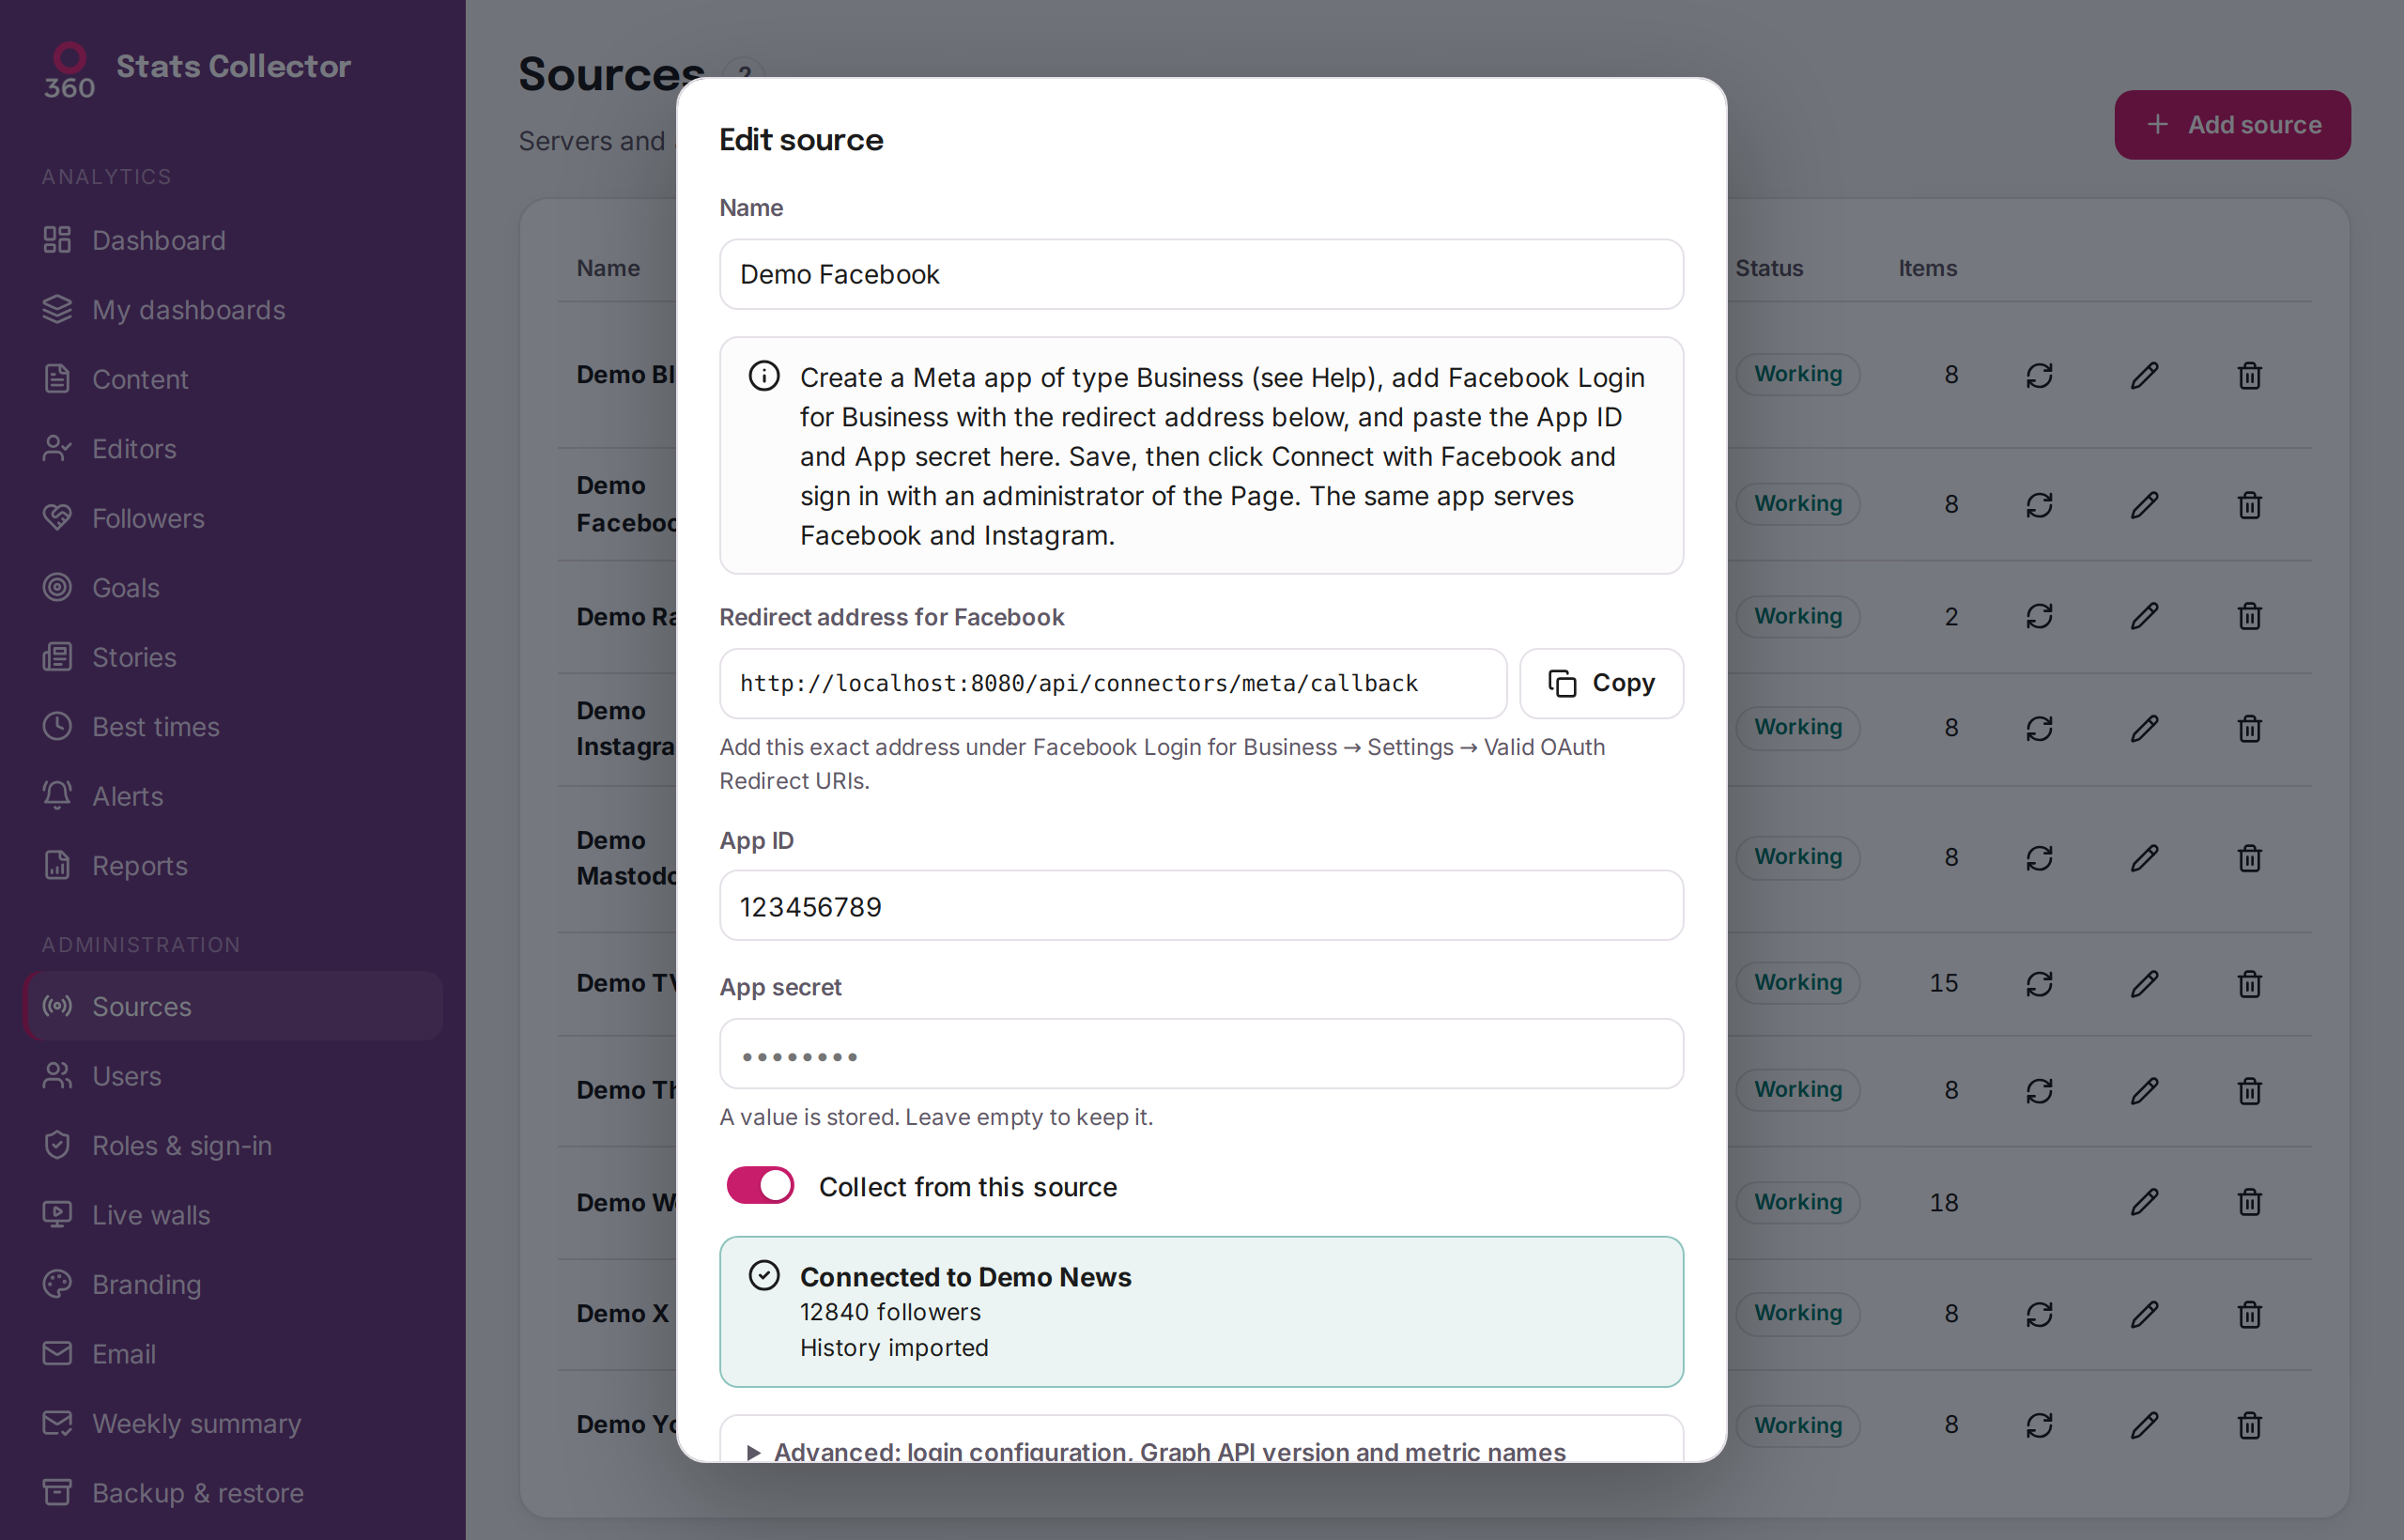 360
Stats Collector
ANALYTICS
Dashboard
My dashboards
Content
Editors
Followers
Goals
Stories
Best times
Alerts
Reports
ADMINISTRATION
Sources
Users
Roles & sign-in
Live walls
Branding
Email
Weekly summary
Backup & restore
Sources
Servers and
Add source
Name
Status
Items
Demo
Working
8
Demo
Working
8
Demo
Working
2
Demo
Working
8
Demo
Working
8
Demo
Working
15
Demo
Working
8
Demo
Working
18
Demo X
Working
8
Demo
Working
8
Edit source
Name
Demo Facebook
Create a Meta app of type Business (see Help), add Facebook Login
for Business with the redirect address below, and paste the App ID
and App secret here. Save, then click Connect with Facebook and
sign in with an administrator of the Page. The same app serves
Facebook and Instagram.
Redirect address for Facebook
http://localhost:8080/api/connectors/meta/callback
Copy
Add this exact address under Facebook Login for Business → Settings → Valid OAuth
Redirect URIs.
App ID
123456789
App secret
••••••••
A value is stored. Leave empty to keep it.
Collect from this source
Connected to Demo News
12840 followers
History imported
Advanced: login configuration, Graph API version and metric names